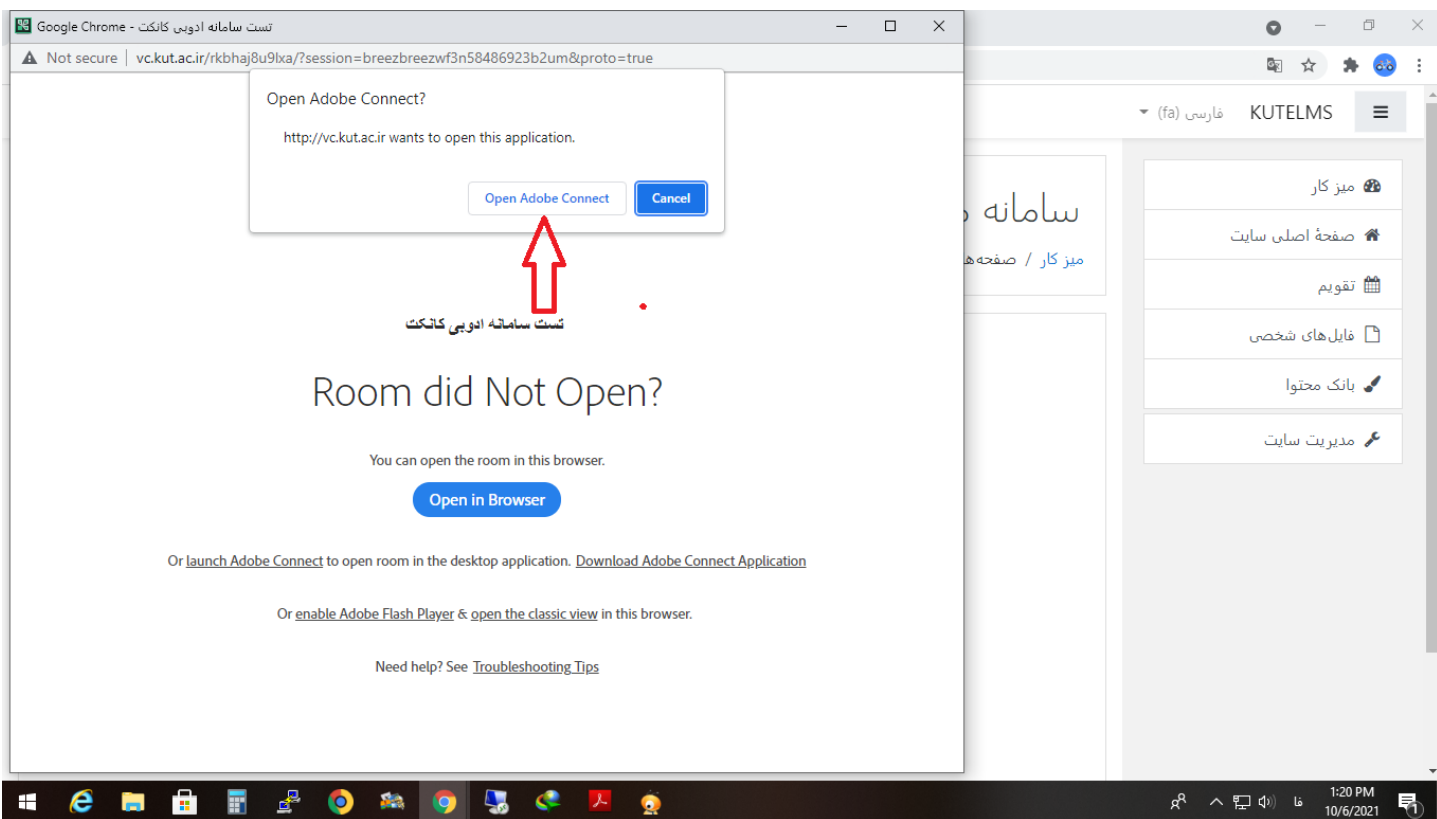 تست سامانه ادوبی کانکت - Google Chrome
Not secure | vc.kut.ac.ir/rkbhaj8u9lxa/?session=breezbreezwf3n58486923b2um&proto=true
Open Adobe Connect?
http://vc.kut.ac.ir wants to open this application.
Open Adobe Connect
Cancel
تست سامانه ادوبی کانکت
Room did Not Open?
You can open the room in this browser.
Open in Browser
Or launch Adobe Connect to open room in the desktop application. Download Adobe Connect Application
Or enable Adobe Flash Player & open the classic view in this browser.
Need help? See Troubleshooting Tips
فارسی (fa)
KUTELMS
سامانه
میز کار /
میز کار
صفحهٔ اصلی سایت
تقویم
فایل‌های شخصی
بانک محتوا
مدیریت سایت
فا
1:20 PM
10/6/2021
1